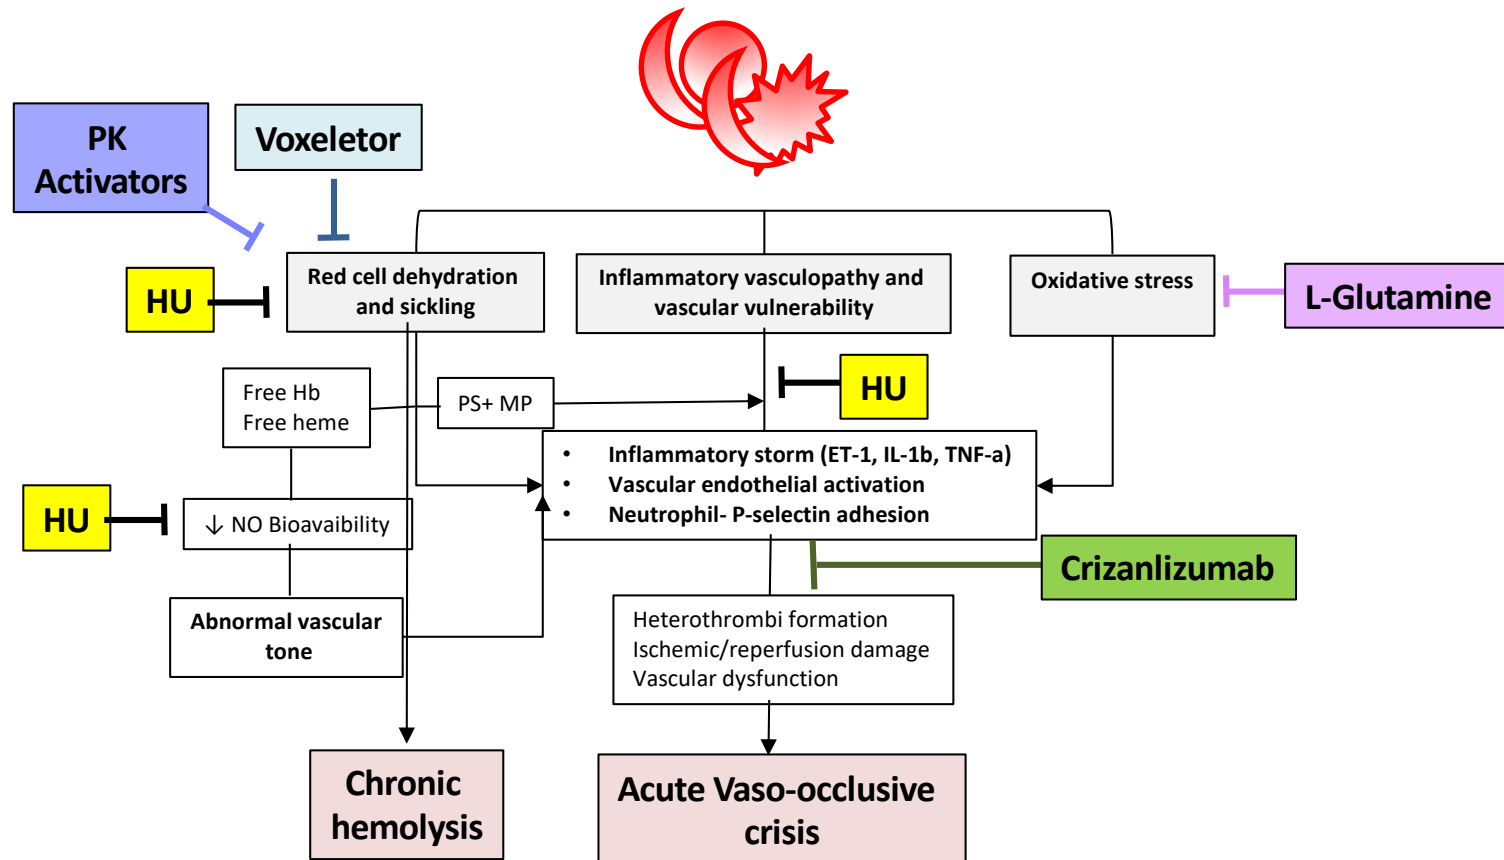 PK
Activators
Voxeletor
HU
Red cell dehydration
and sickling
Inflammatory vasculopathy and
vascular vulnerability
Oxidative stress
L-Glutamine
Free Hb
Free heme
PS+ MP
HU
• Inflammatory storm (ET-1, IL-1b, TNF-a)
• Vascular endothelial activation
• Neutrophil- P-selectin adhesion
HU
↓ NO Bioavaibility
Crizanlizumab
Abnormal vascular
tone
Heterothrombi formation
Ischemic/reperfusion damage
Vascular dysfunction
Chronic
hemolysis
Acute Vaso-occlusive
crisis